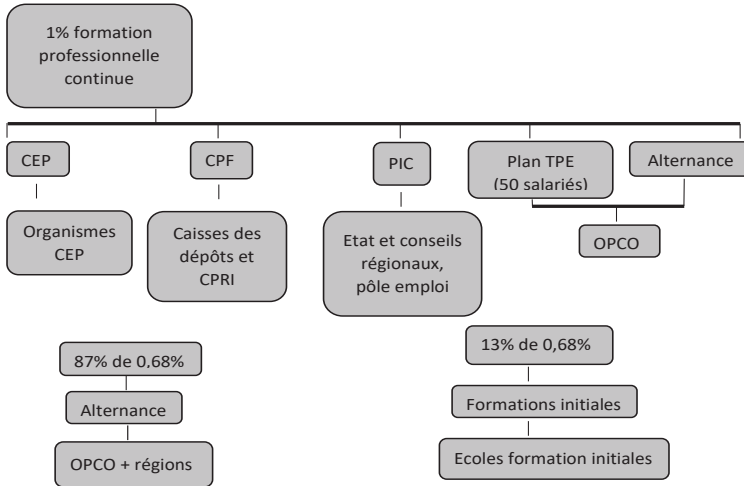 1% formation
professionnelle
continue
CEP
CPF
PIC
Plan TPE
(50 salariés)
Alternance
Organismes
CEP
Caisses des
dépôts et
CPRI
Etat et conseils
régionaux,
pôle emploi
OPCO
87% de 0,68%
Alternance
OPCO + régions
13% de 0,68%
Formations initiales
Ecoles formation initiales